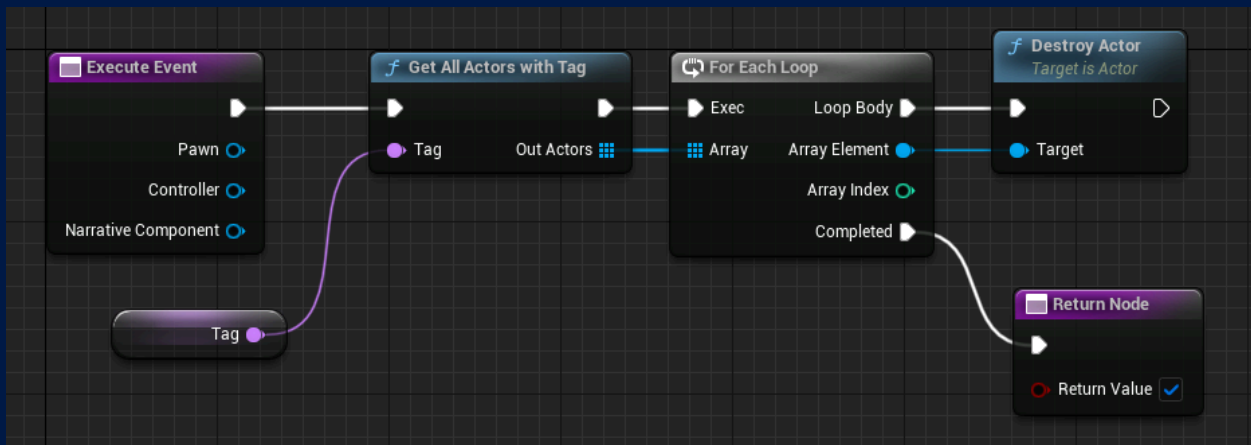 Execute Event
Pawn
Controller
Narrative Component
Tag
f Get All Actors with Tag
Tag
Out Actors
For Each Loop
Exec
Loop Body
Array
Array Element
Array Index
Completed
f Destroy Actor
Target is Actor
Target
Return Node
Return Value